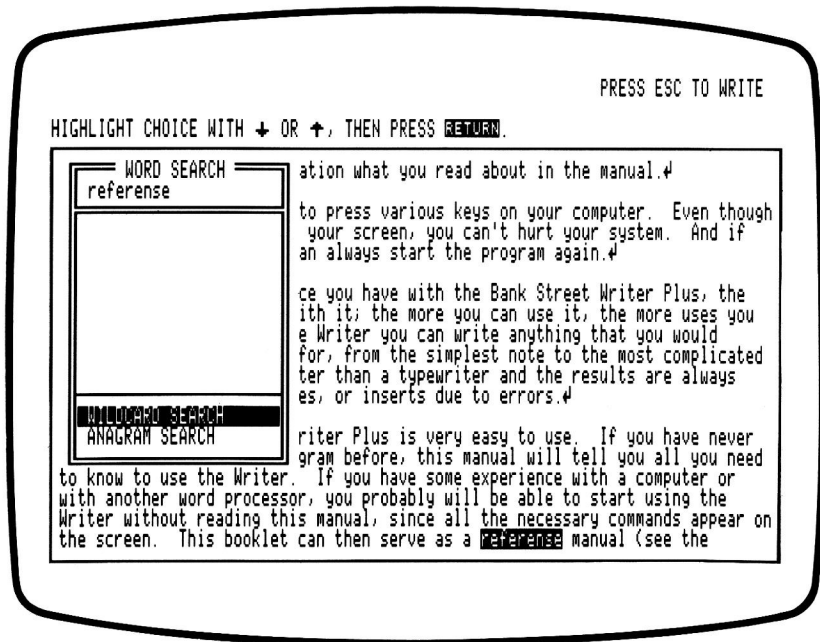 PRESS ESC TO WRITE
HIGHLIGHT CHOICE WITH ↓ OR ↑, THEN PRESS RETURN.
WORD SEARCH
referense
WILDCARD SEARCH
ANAGRAM SEARCH
ation what you read about in the manual.↲
to press various keys on your computer.  Even though
your screen, you can't hurt your system.  And if
an always start the program again.↲
ce you have with the Bank Street Writer Plus, the
ith it; the more you can use it, the more uses you
e Writer you can write anything that you would
for, from the simplest note to the most complicated
ter than a typewriter and the results are always
es, or inserts due to errors.↲
riter Plus is very easy to use.  If you have never
gram before, this manual will tell you all you need
to know to use the Writer.  If you have some experience with a computer or
with another word processor, you probably will be able to start using the
Writer without reading this manual, since all the necessary commands appear on
the screen.  This booklet can then serve as a referense manual (see the